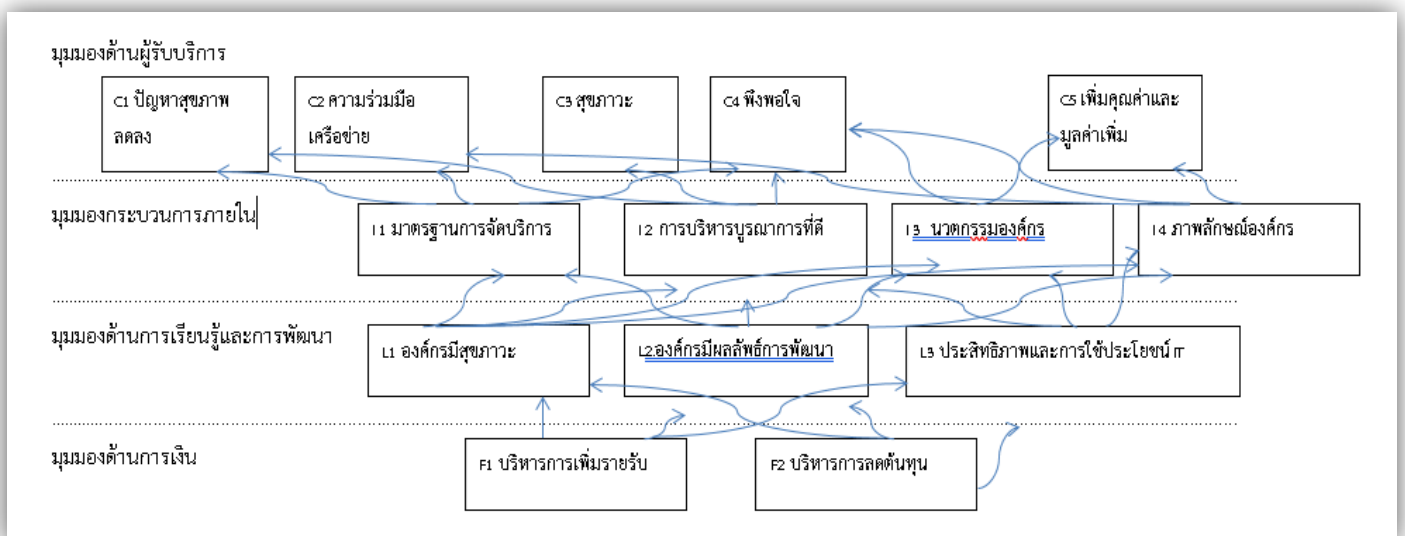 มุมมองด้านผู้รับบริการ
C1 ปัญหาสุขภาพ
ลดลง
C2 ความร่วมมือ
เครือข่าย
C3 สุขภาวะ
C4 พึงพอใจ
C5 เพิ่มคุณค่าและ
มูลค่าเพิ่ม
มุมมองกระบวนการภายใน
I1 มาตรฐานการจัดบริการ
I2 การบริหารบูรณาการที่ดี
I3 นวตกรรมองค์กร
I4 ภาพลักษณ์องค์กร
มุมมองด้านการเรียนรู้และการพัฒนา
L1 องค์กรมีสุขภาวะ
L2.องค์กรมีผลลัพธ์การพัฒนา
L3 ประสิทธิภาพและการใช้ประโยชน์ IT
มุมมองด้านการเงิน
F1 บริหารการเพิ่มรายรับ
F2 บริหารการลดต้นทุน